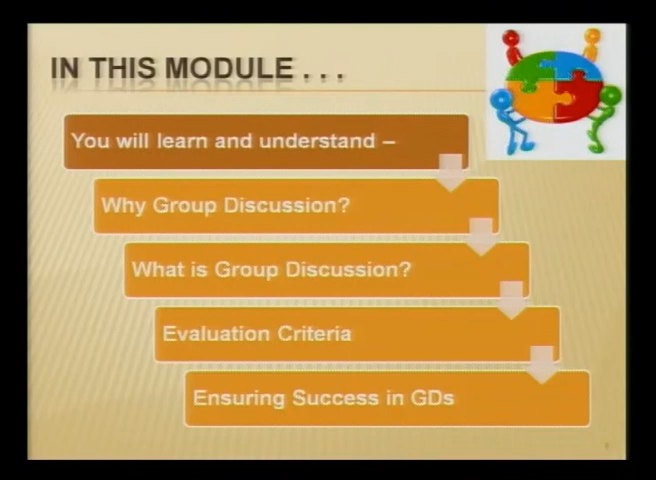 IN THIS MODULE . . .
You will learn and understand –
Why Group Discussion?
What is Group Discussion?
Evaluation Criteria
Ensuring Success in GDs